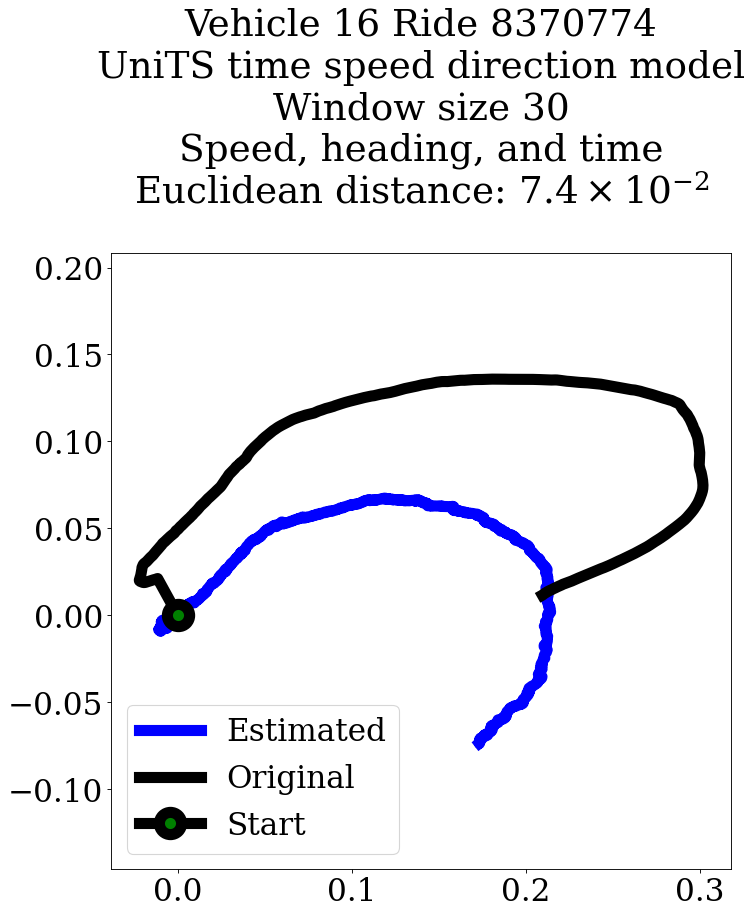 Vehicle 16 Ride 8370774
UniTS time speed direction model
Window size 30
Speed, heading, and time
Euclidean distance: 7.4 × 10⁻²
0.20
0.15
0.10
0.05
0.00
−0.05
−0.10
Estimated
Original
Start
0.0 0.1 0.2 0.3